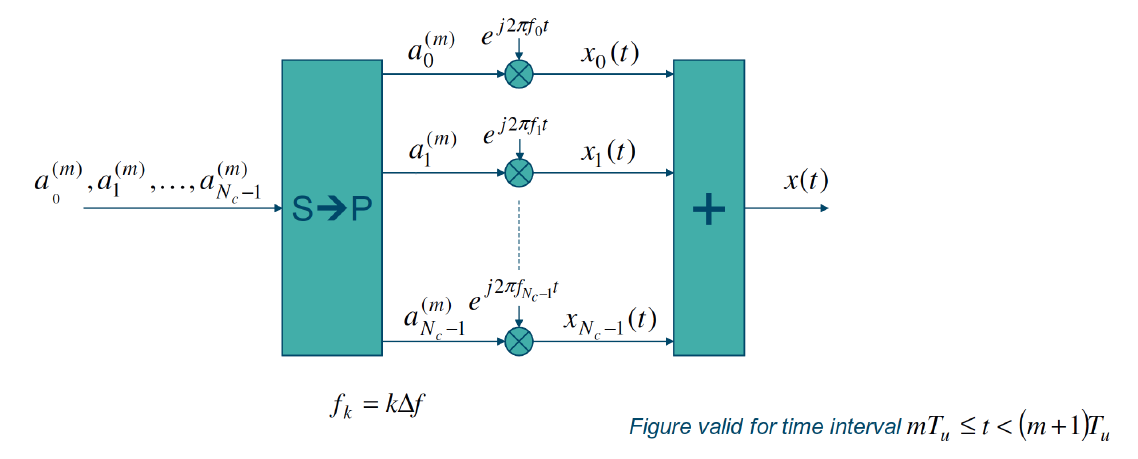 a_0^{(m)} e^{j2πf_0t} x_0(t)
a_1^{(m)} e^{j2πf_1t} x_1(t)
a_0^{(m)}, a_1^{(m)}, ..., a_{N_c-1}^{(m)} S➔P + x(t)
a_{N_c-1}^{(m)} e^{j2πf_{N_c-1}t} x_{N_c-1}(t)
f_k = kΔf
Figure valid for time interval mT_u ≤ t < (m+1)T_u